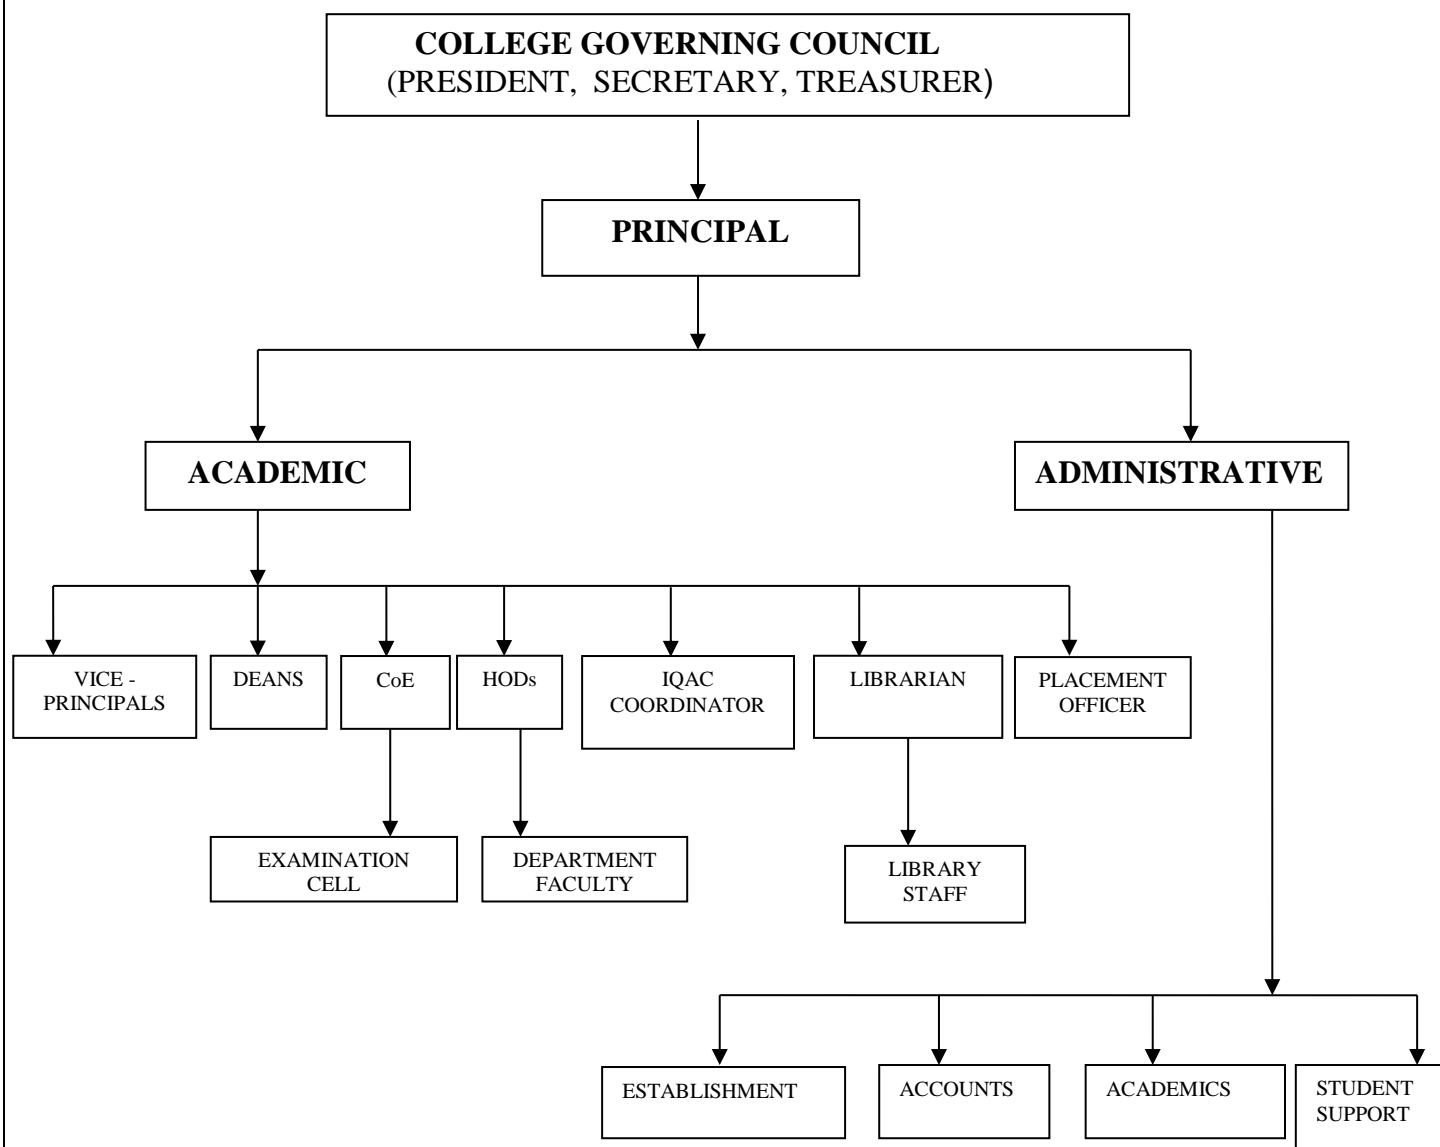 COLLEGE GOVERNING COUNCIL
(PRESIDENT, SECRETARY, TREASURER)
PRINCIPAL
ACADEMIC
ADMINISTRATIVE
VICE -
PRINCIPALS
DEANS
CoE
HODs
IQAC
COORDINATOR
LIBRARIAN
PLACEMENT
OFFICER
EXAMINATION
CELL
DEPARTMENT
FACULTY
LIBRARY
STAFF
ESTABLISHMENT
ACCOUNTS
ACADEMICS
STUDENT
SUPPORT